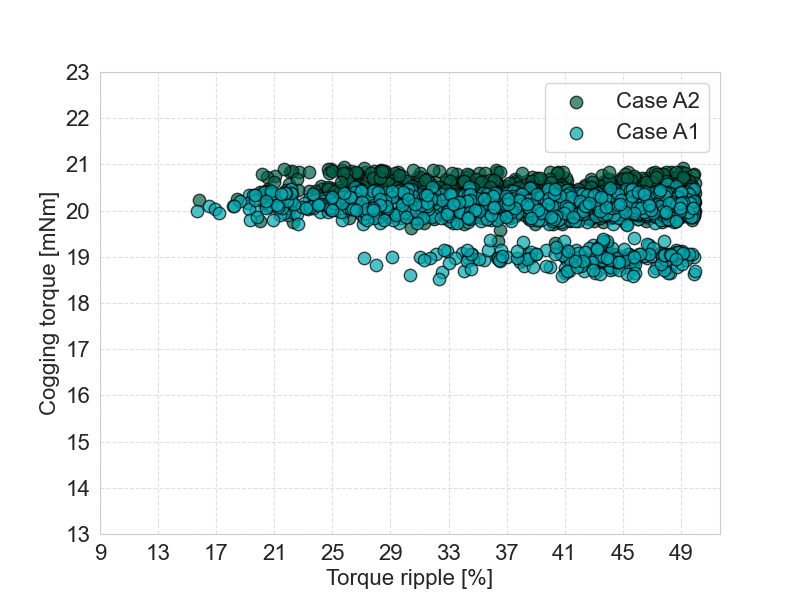 Case A2
Case A1
23
22
21
20
19
18
17
16
15
14
13
Cogging torque [mNm]
9 13 17 21 25 29 33 37 41 45 49
Torque ripple [%]